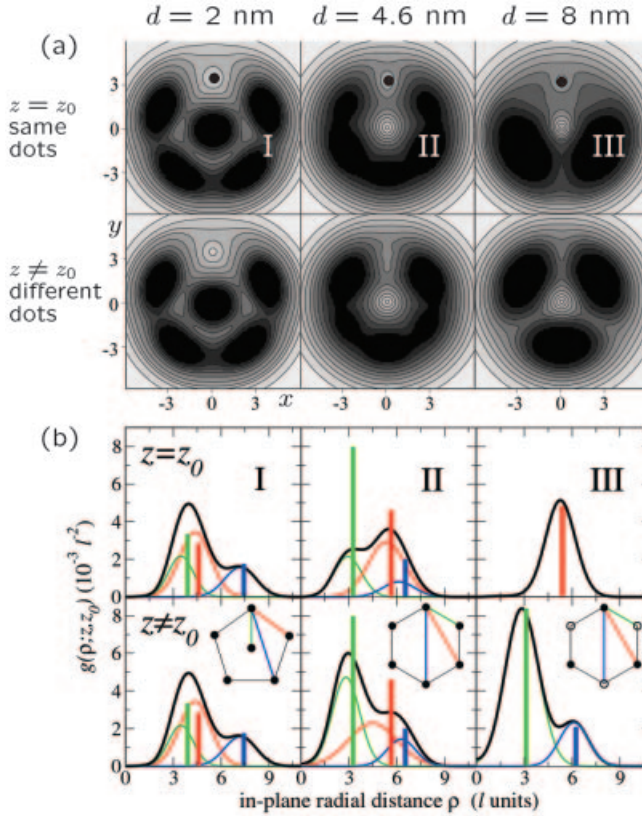 d = 2 nm d = 4.6 nm d = 8 nm
(a)
z = z₀
same
dots
3
0
-3
I II III
z ≠ z₀
different
dots
y
3
0
-3
-3 0 x 3 -3 0 3 -3 0 3
(b)
z=z₀ I II III
8
6
4
2
0
g(ρ;z,z₀) (10⁻³ l⁻²)
z≠z₀
8
6
4
2
0
0 3 6 9 0 3 6 9 0 3 6 9
in-plane radial distance ρ (l units)